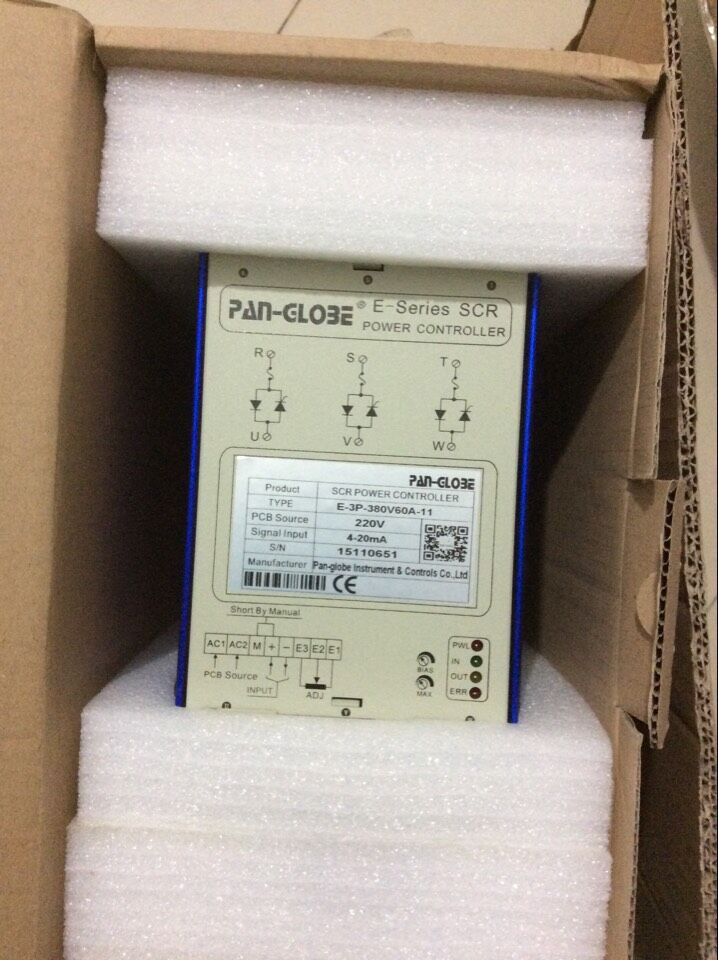 PAN-GLOBE® E-Series SCR
POWER CONTROLLER
R S T
U V W
PAN-GLOBE
Product SCR POWER CONTROLLER
TYPE E-3P-380V60A-11
PCB Source 220V
Signal Input 4-20mA
S/N 15110651
Manufacturer Pan-globe Instrument & Controls Co.,Ltd
CE
Short By Manual
AC1 AC2 M + − E3 E2 E1
PCB Source
INPUT
ADJ
BIAS
MAX
PWL
IN
OUT
ERR